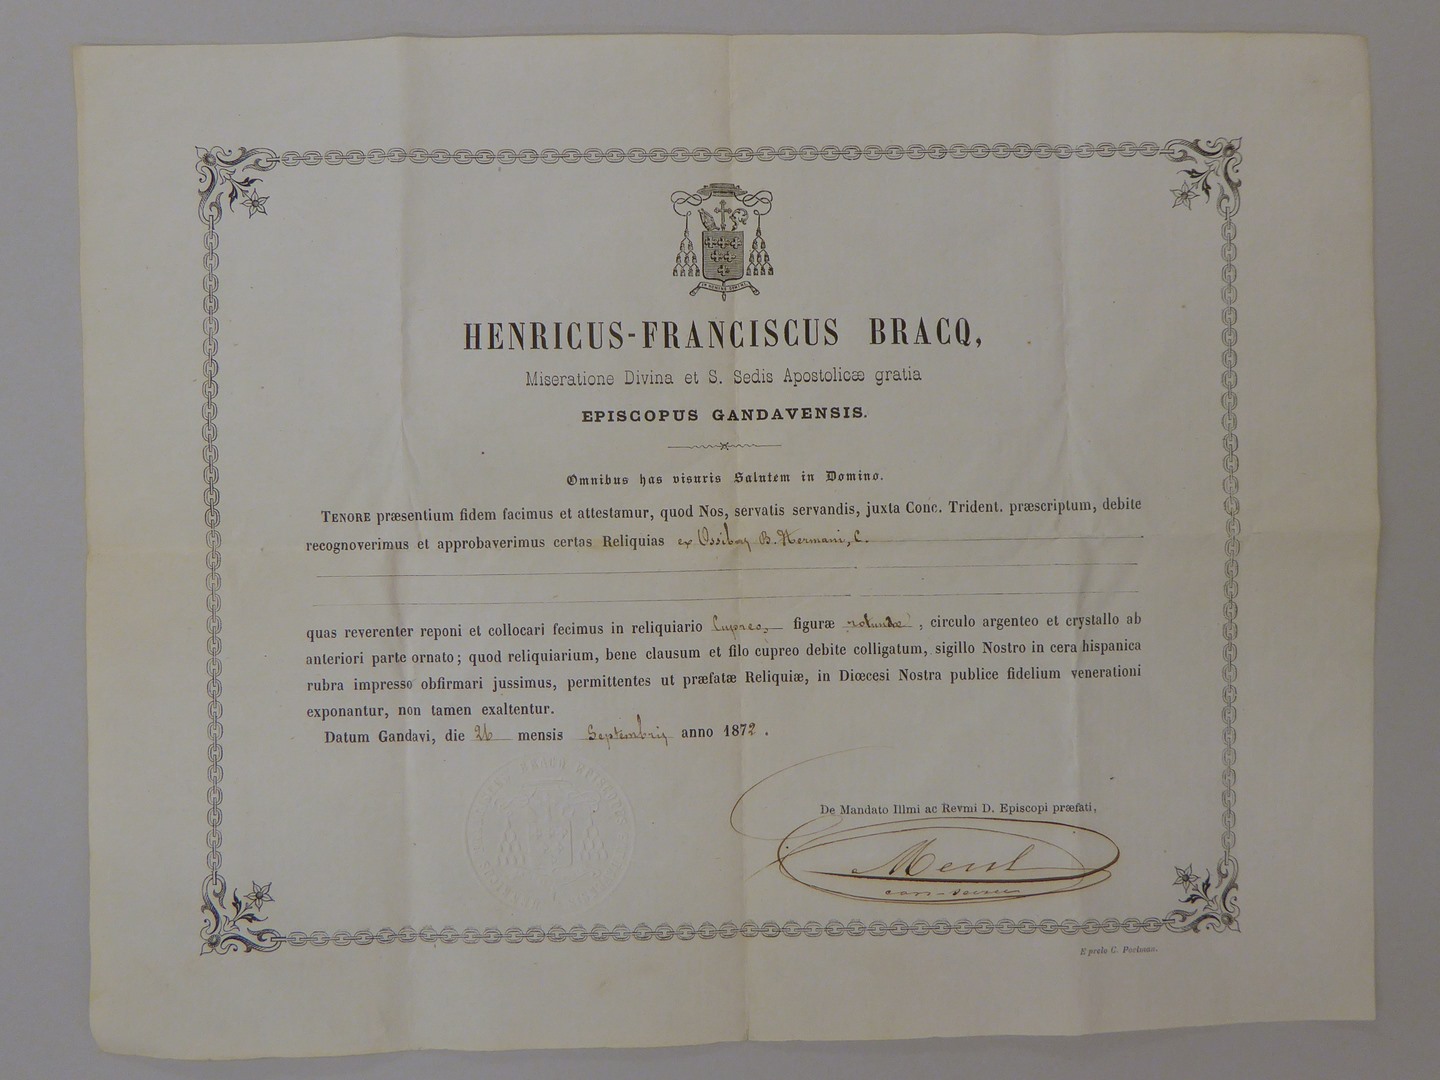 HENRICUS-FRANCISCUS BRACQ,
Miseratione Divina et S. Sedis Apostolicæ gratia
EPISCOPUS GANDAVENSIS.
Omnibus has visuris Salutem in Domino.
TENORE præsentium fidem facimus et attestamur, quod Nos, servatis servandis, juxta Conc. Trident. præscriptum, debite
recognoverimus et approbaverimus certas Reliquias ex Ossibus B. Hermani, C.
quas reverenter reponi et collocari fecimus in reliquiario Cupreo, figuræ rotundæ, circulo argenteo et crystallo ab
anteriori parte ornato; quod reliquiarium, bene clausum et filo cupreo debite colligatum, sigillo Nostro in cera hispanica
rubra impresso obfirmari jussimus, permittentes ut præfatæ Reliquiæ, in Diœcesi Nostra publice fidelium venerationi
exponantur, non tamen exaltentur.
Datum Gandavi, die 26 mensis Septembris anno 1872.
BRACQ EPISCOPUS
De Mandato Illmi ac Revmi D. Episcopi præfati,
E prelo C. Poelman.